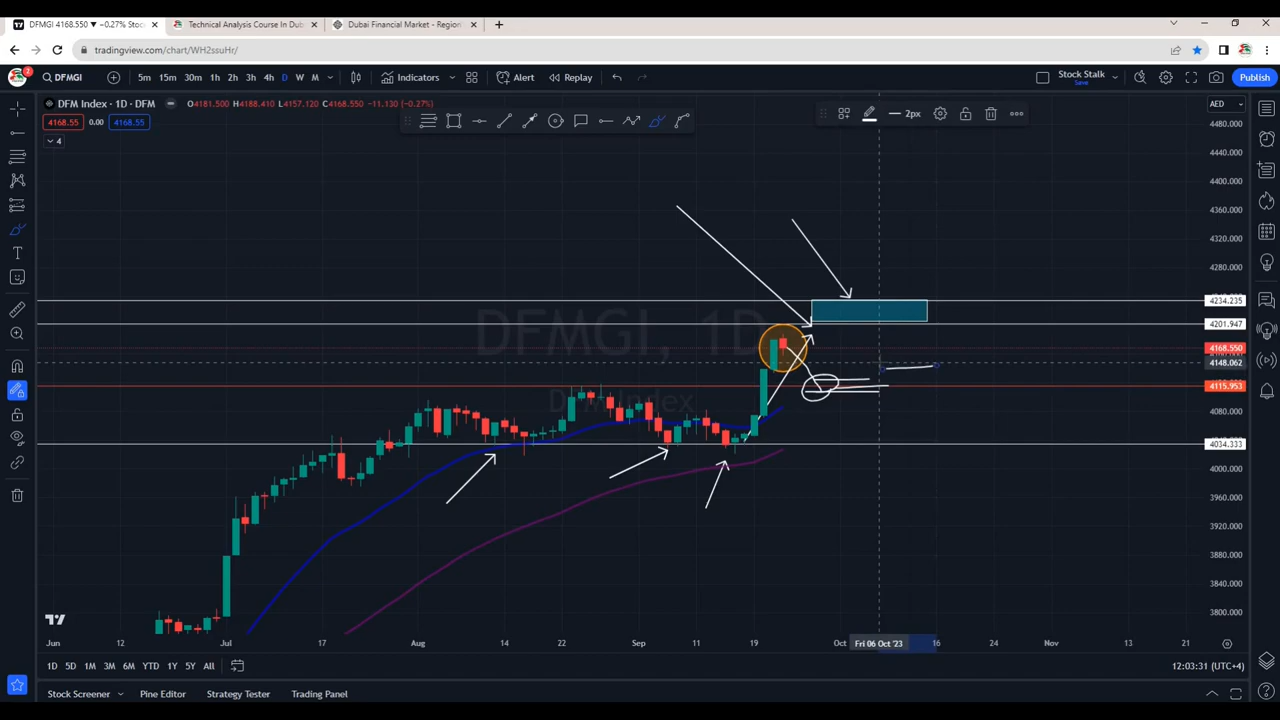 DFMGI 4168.550 ▼ −0.27% Stoc
Technical Analysis Course In Dub
Dubai Financial Market - Region
tradingview.com/chart/WH2ssuHr/
2
DFMGI
5m 15m 30m 1h 2h 3h 4h D W M
Indicators
Alert
Replay
Stock Stalk
Save
Publish
DFM Index · 1D · DFM
O4181.500 H4188.410 L4157.120 C4168.550 −11.130 (−0.27%)
AED
4168.55 0.00 4168.55
4
2px
DFMGI, 1D
DFM Index
4480.000
4440.000
4400.000
4360.000
4320.000
4280.000
4234.235
4201.947
4168.550
4148.062
4115.953
4080.000
4034.333
4000.000
3960.000
3920.000
3880.000
3840.000
3800.000
Jun 12 Jul 17 Aug 14 22 Sep 11 19 Oct Fri 06 Oct '23 16 24 Nov 13 21
1D 5D 1M 3M 6M YTD 1Y 5Y All
12:03:31 (UTC+4)
Stock Screener Pine Editor Strategy Tester Trading Panel